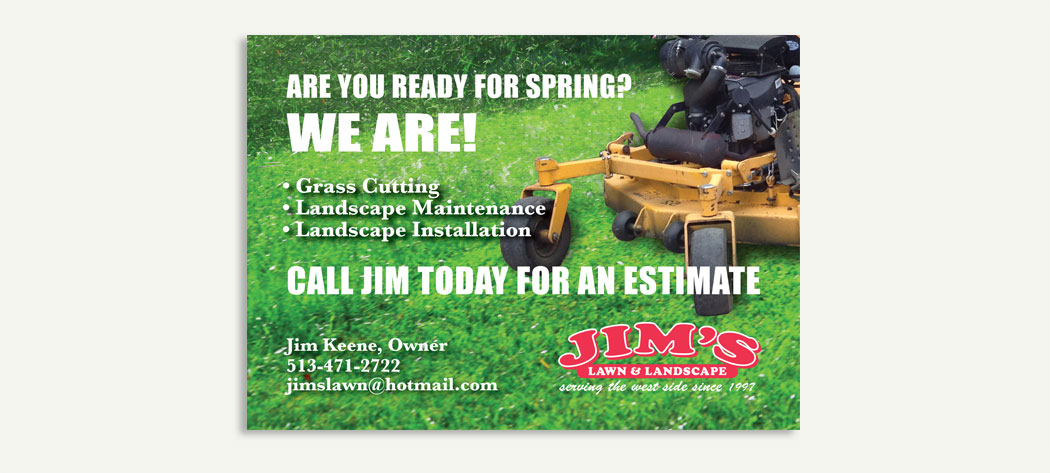 ARE YOU READY FOR SPRING?
WE ARE!
• Grass Cutting
• Landscape Maintenance
• Landscape Installation
CALL JIM TODAY FOR AN ESTIMATE
Jim Keene, Owner
513-471-2722
jimslawn@hotmail.com
JIM'S
LAWN & LANDSCAPE
serving the west side since 1997